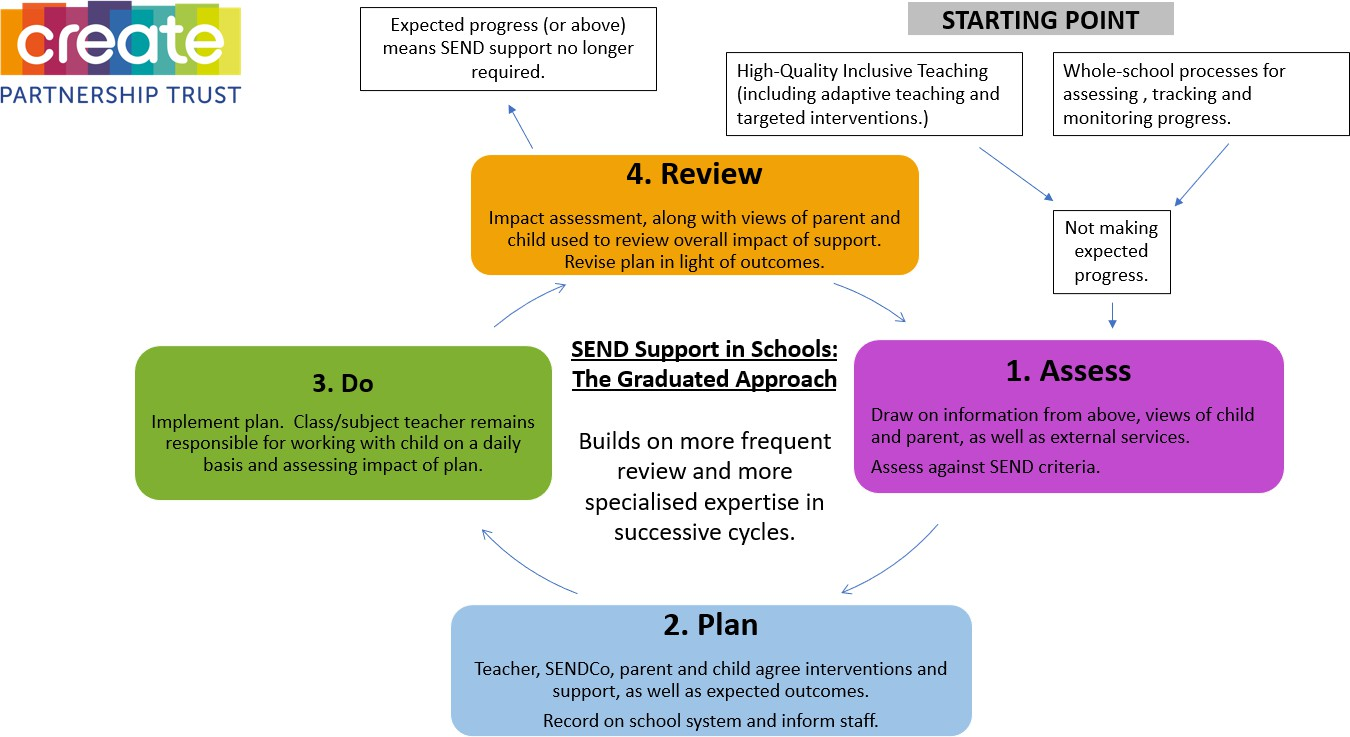 create
PARTNERSHIP TRUST
STARTING POINT
Expected progress (or above)
means SEND support no longer
required.
High-Quality Inclusive Teaching
(including adaptive teaching and
targeted interventions.)
Whole-school processes for
assessing , tracking and
monitoring progress.
Not making
expected
progress.
4. Review
Impact assessment, along with views of parent and
child used to review overall impact of support.
Revise plan in light of outcomes.
SEND Support in Schools:
The Graduated Approach
Builds on more frequent
review and more
specialised expertise in
successive cycles.
1. Assess
Draw on information from above, views of child
and parent, as well as external services.
Assess against SEND criteria.
2. Plan
Teacher, SENDCo, parent and child agree interventions and
support, as well as expected outcomes.
Record on school system and inform staff.
3. Do
Implement plan.  Class/subject teacher remains
responsible for working with child on a daily
basis and assessing impact of plan.